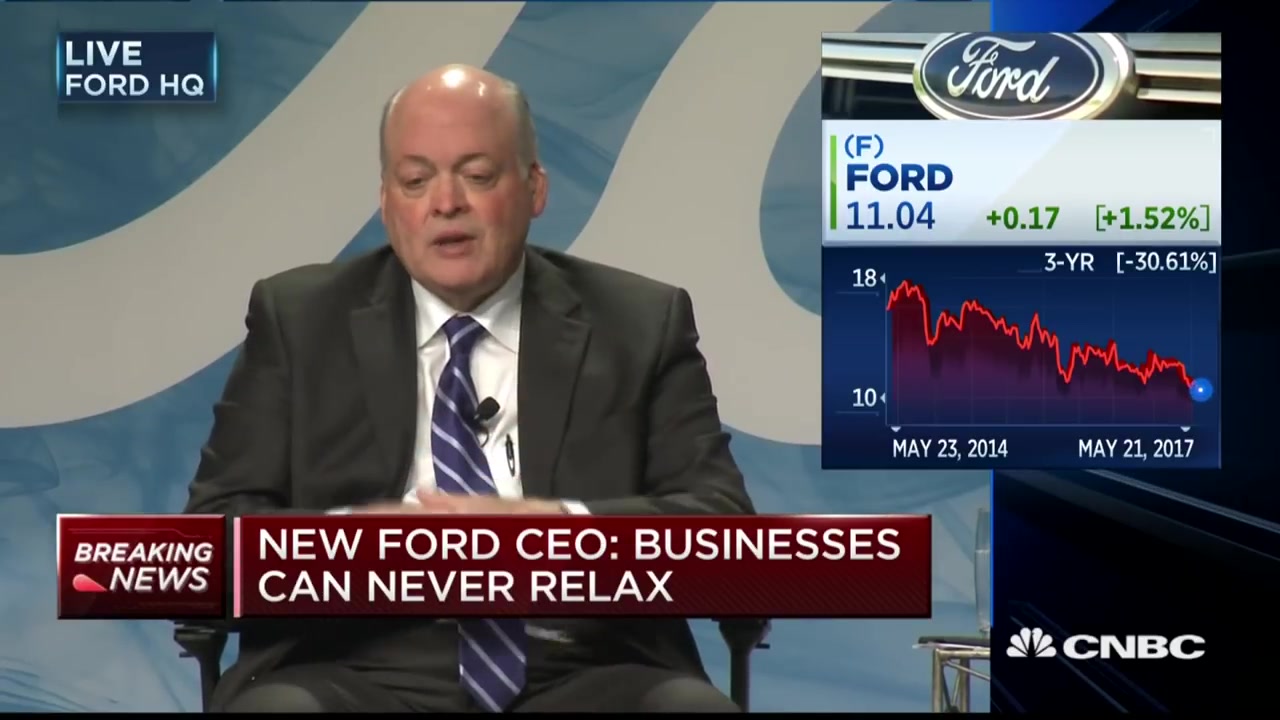 LIVE
FORD HQ
Ford
(F)
FORD
11.04 +0.17 [+1.52%]
3-YR [-30.61%]
18
10
MAY 23, 2014 MAY 21, 2017
BREAKING
NEWS
NEW FORD CEO: BUSINESSES
CAN NEVER RELAX
CNBC